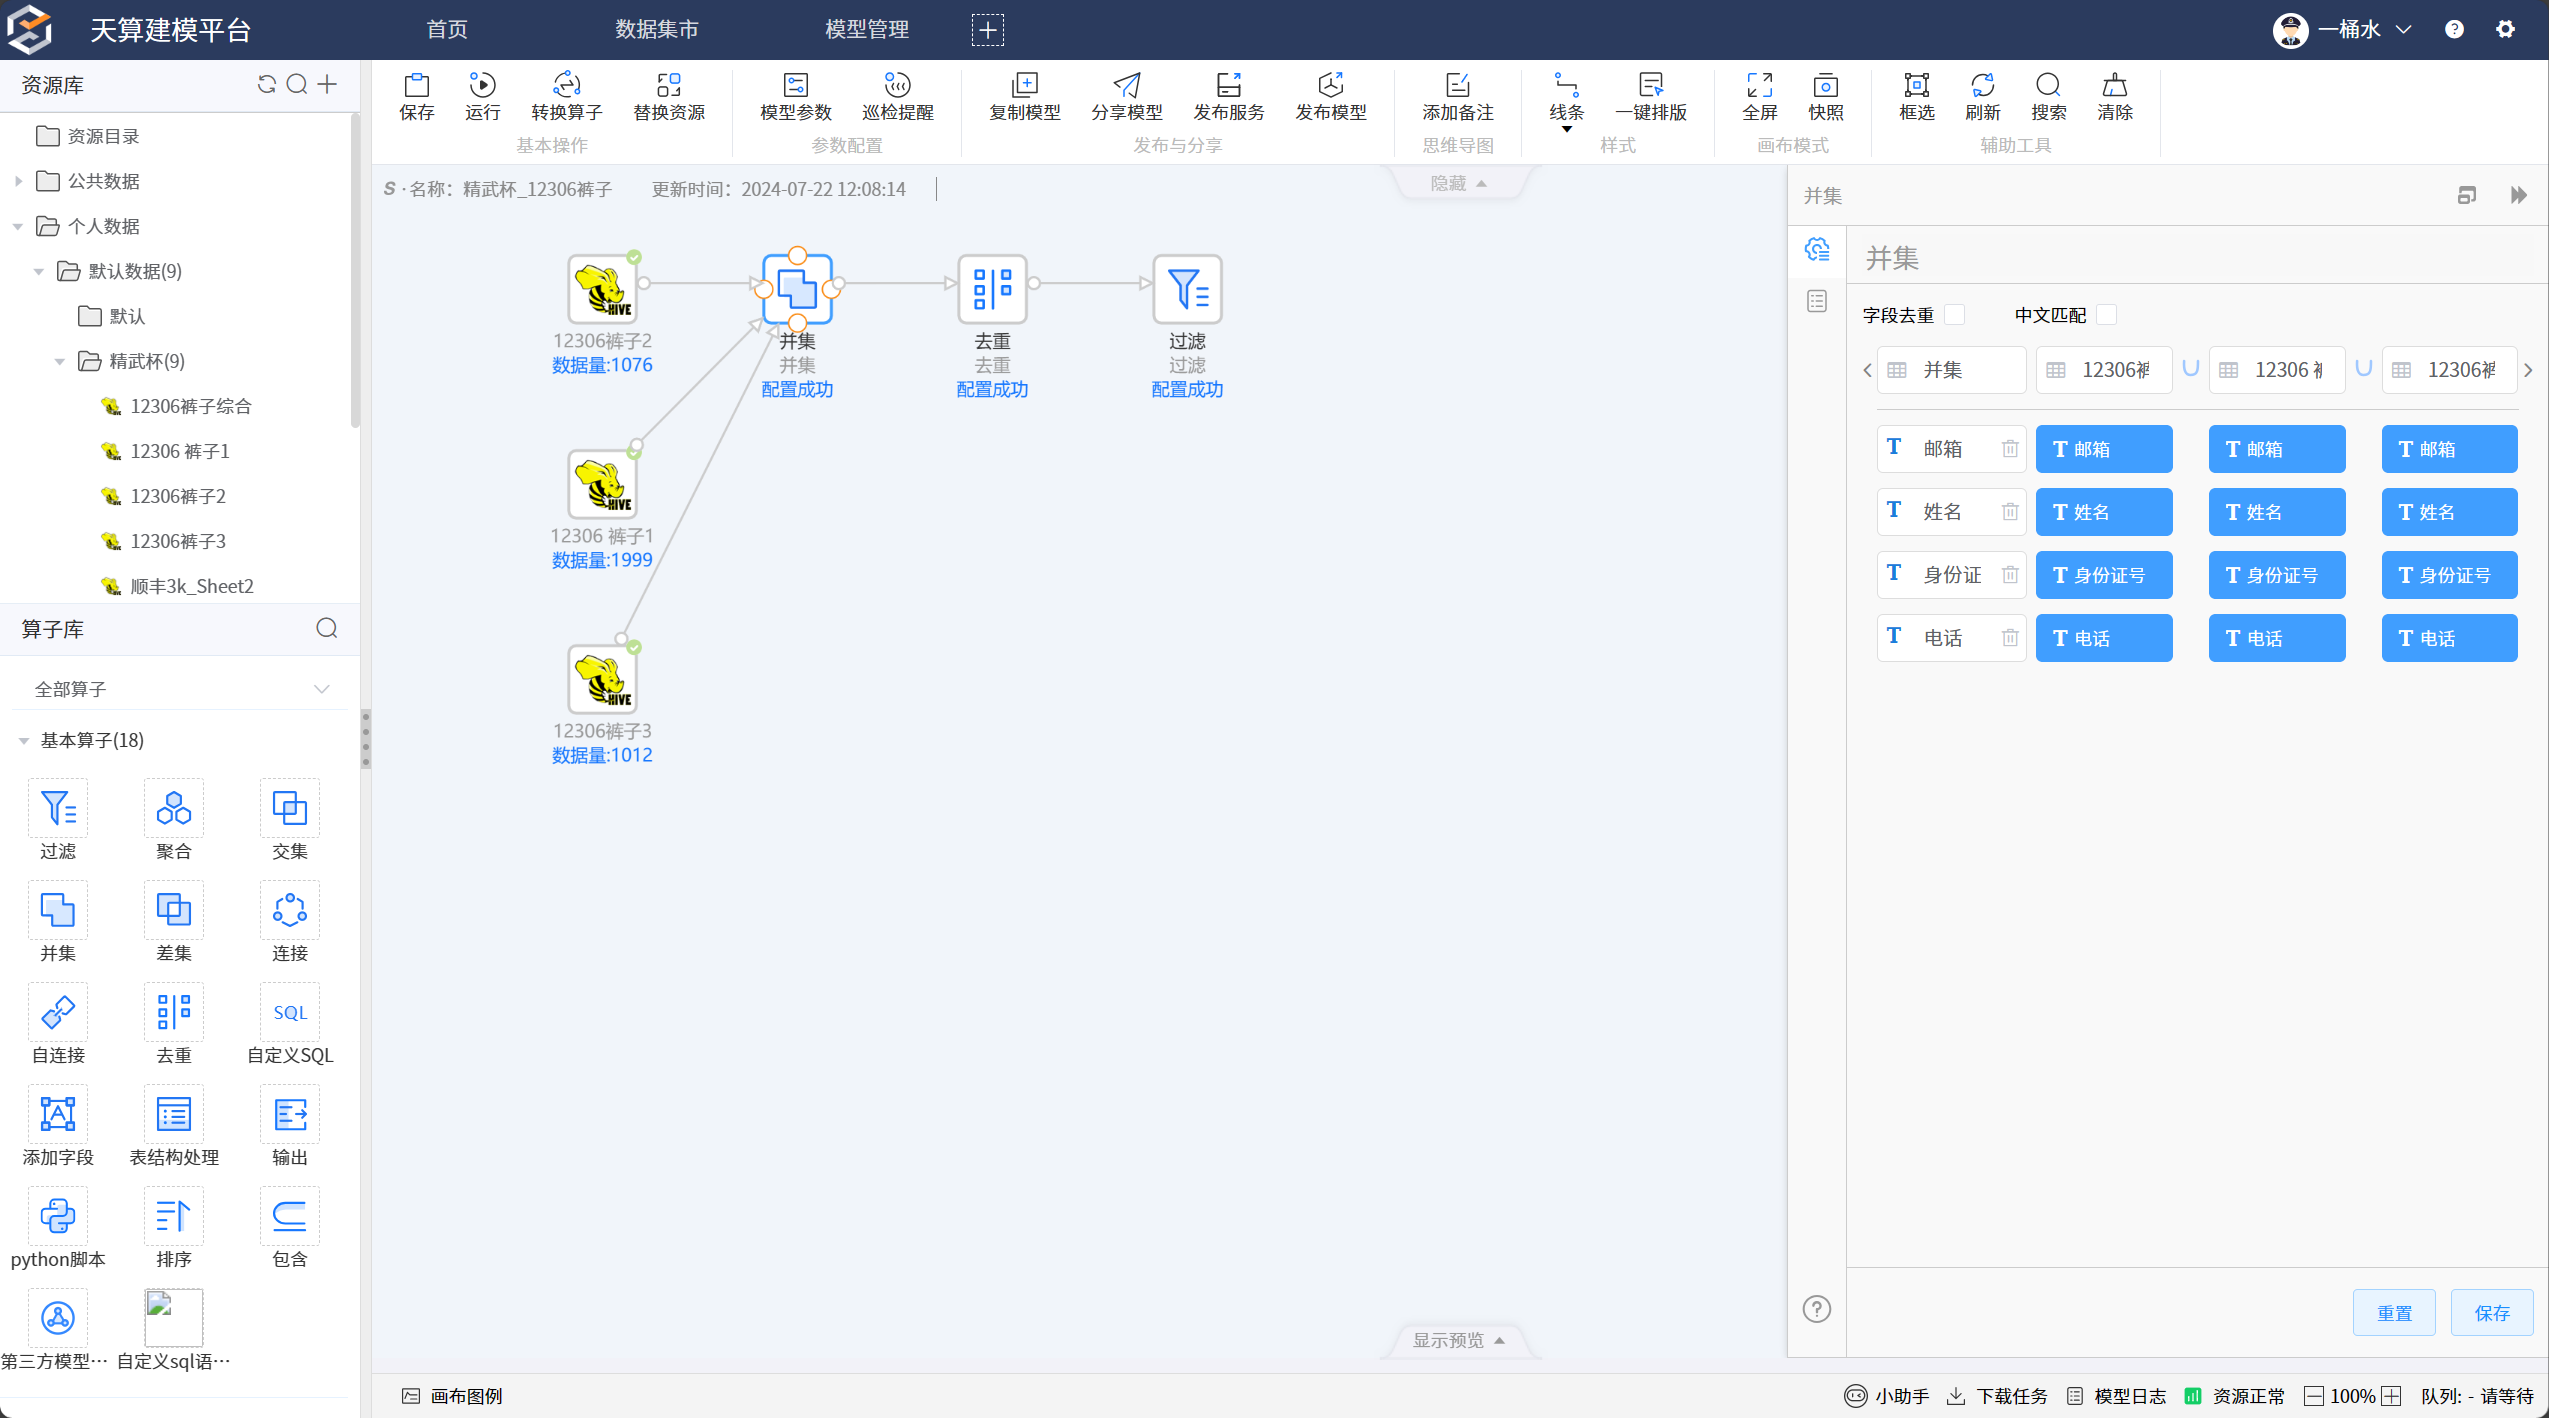 天算建模平台 首页 数据集市 模型管理 一桶水
资源库
保存 运行 转换算子 替换资源 模型参数 巡检提醒 复制模型 分享模型 发布服务 发布模型 添加备注 线条 一键排版 全屏 快照 框选 刷新 搜索 清除
基本操作 参数配置 发布与分享 思维导图 样式 画布模式 辅助工具
资源目录
公共数据
个人数据
默认数据(9)
默认
精武杯(9)
12306裤子综合
12306 裤子1
12306裤子2
12306裤子3
顺丰3k_Sheet2
算子库
全部算子
基本算子(18)
过滤 聚合 交集
并集 差集 连接
SQL
自连接 去重 自定义SQL
添加字段 表结构处理 输出
python脚本 排序 包含
第三方模型··· 自定义sql语···
S · 名称：精武杯_12306裤子 更新时间：2024-07-22 12:08:14
隐藏
HIVE
12306裤子2 并集 去重 过滤
数据量:1076 并集 去重 过滤
配置成功 配置成功 配置成功
HIVE
12306 裤子1
数据量:1999
HIVE
12306裤子3
数据量:1012
显示预览
并集
并集
字段去重 中文匹配
并集 12306裤 12306 12306裤
T 邮箱 T 邮箱 T 邮箱 T 邮箱
T 姓名 T 姓名 T 姓名 T 姓名
T 身份证 T 身份证号 T 身份证号 T 身份证号
T 电话 T 电话 T 电话 T 电话
重置 保存
画布图例 小助手 下载任务 模型日志 资源正常 100% 队列: - 请等待